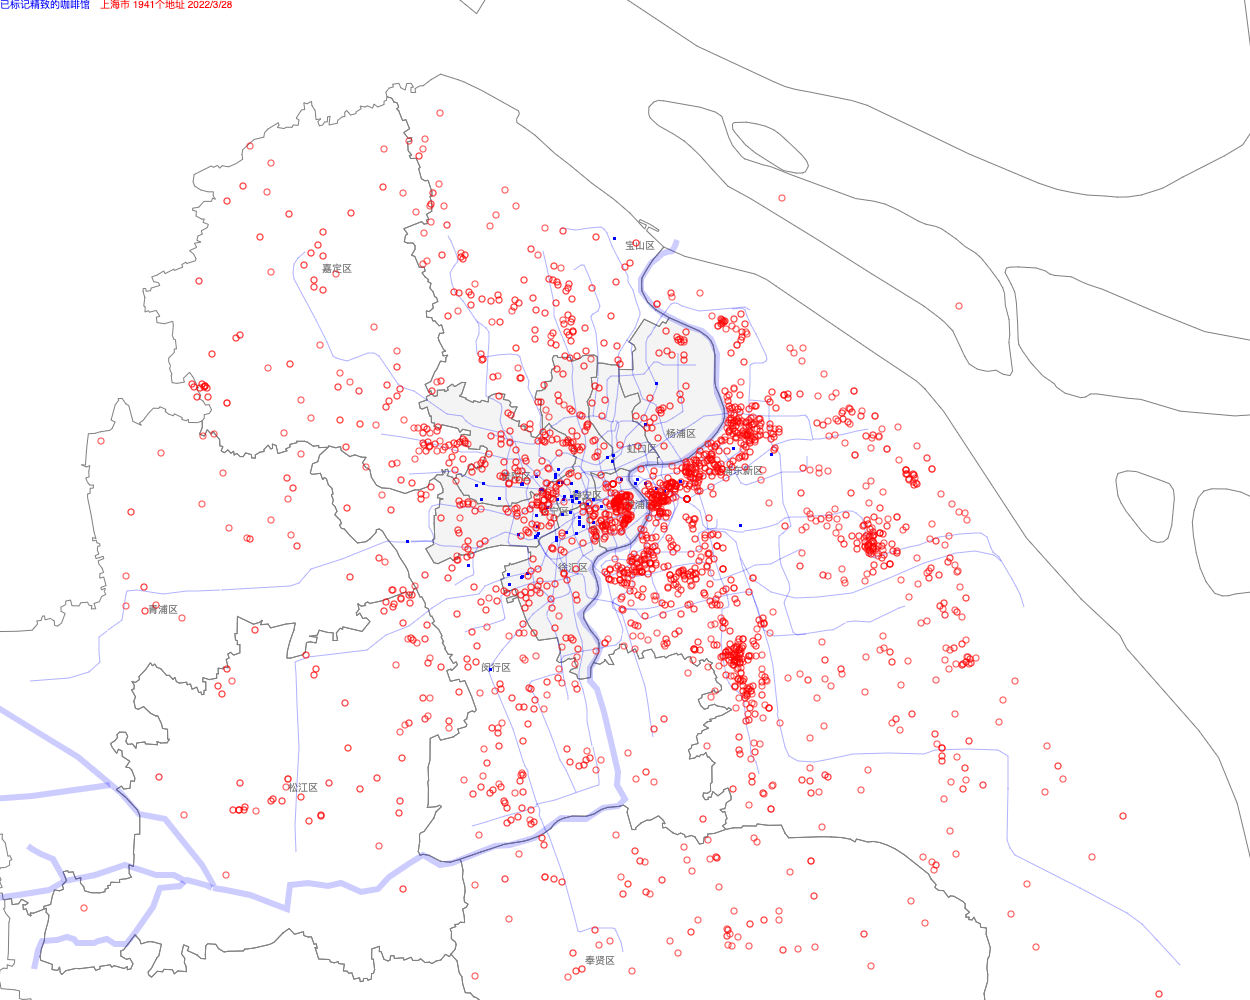 已标记精致的咖啡馆 上海市 1941个地址 2022/3/28
宝山区
嘉定区
杨浦区
虹口区
浦东新区
静安区
徐汇区
青浦区
闵行区
松江区
奉贤区